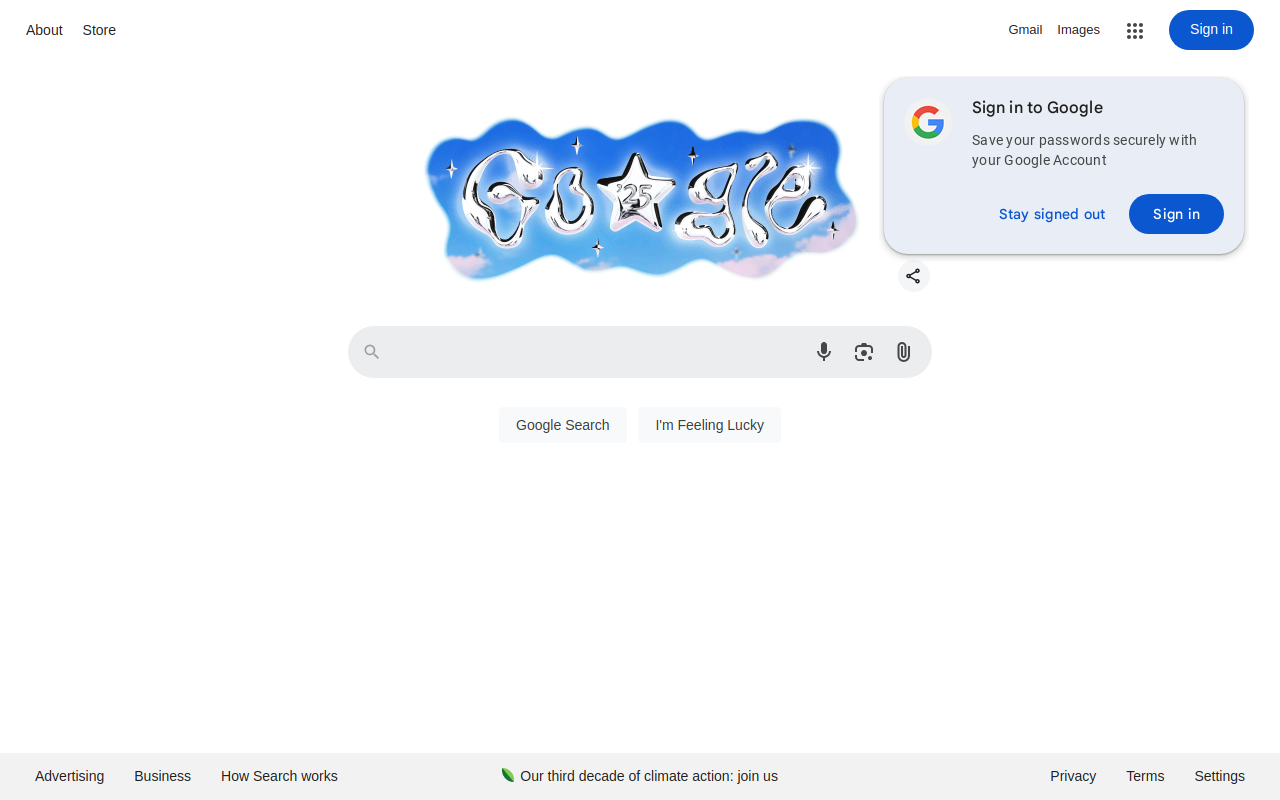 About
Store
Gmail
Images
Sign in
Sign in to Google
Save your passwords securely with
your Google Account
Stay signed out
Sign in
Go gle
'25
Google Search
I'm Feeling Lucky
Advertising
Business
How Search works
Our third decade of climate action: join us
Privacy
Terms
Settings